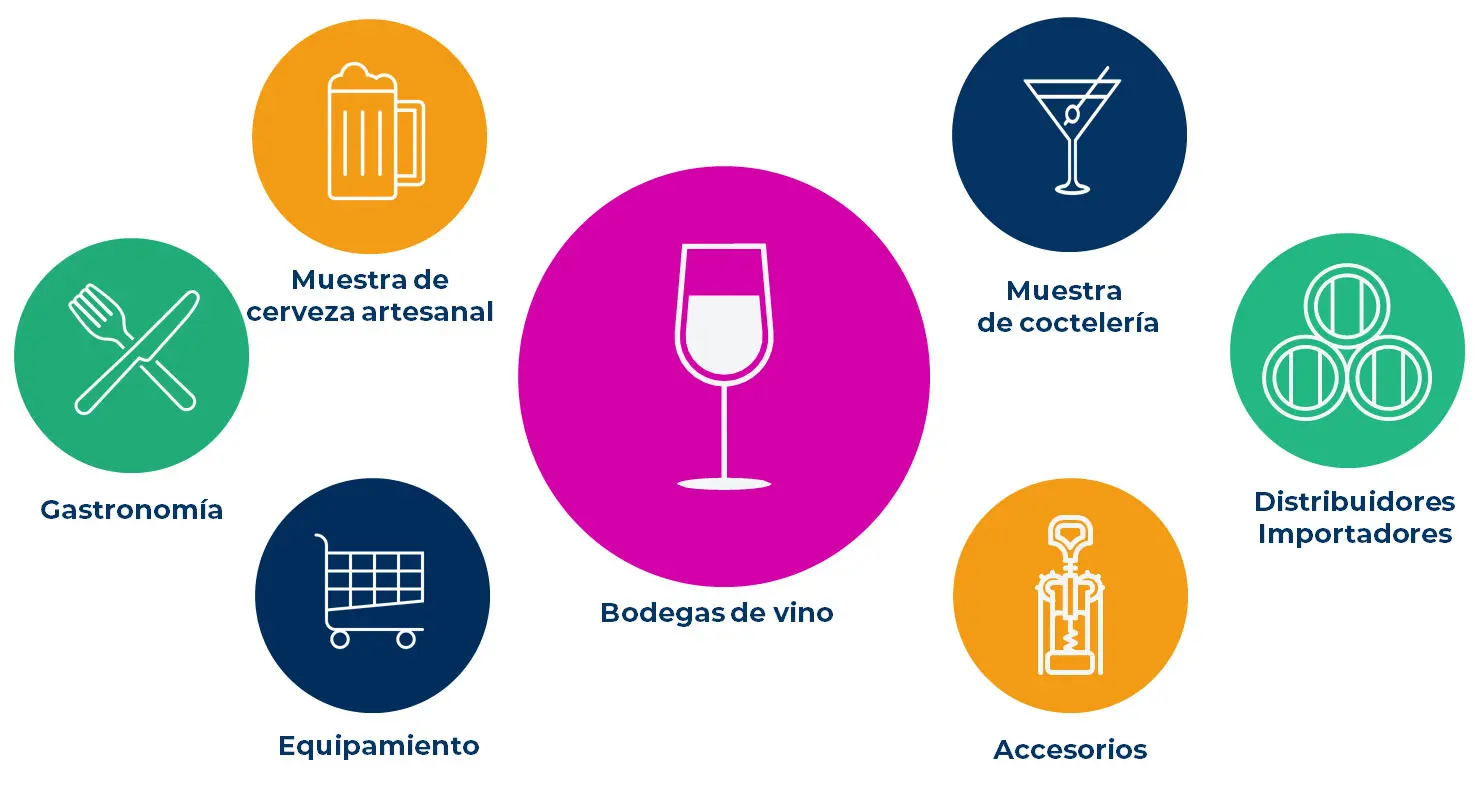 Muestra de
cerveza artesanal
Muestra
de coctelería
Gastronomía
Distribuidores
Importadores
Bodegas de vino
Equipamiento
Accesorios